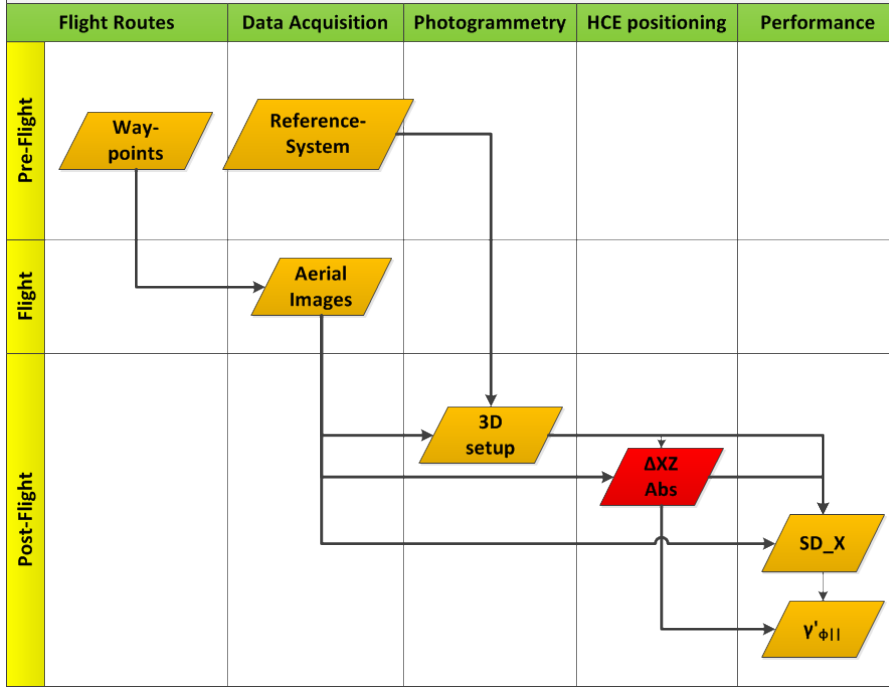 Flight Routes
Data Acquisition
Photogrammetry
HCE positioning
Performance
Pre-Flight
Way-
points
Reference-
System
Flight
Aerial
Images
Post-Flight
3D
setup
ΔXZ
Abs
SD_X
γ'φ||